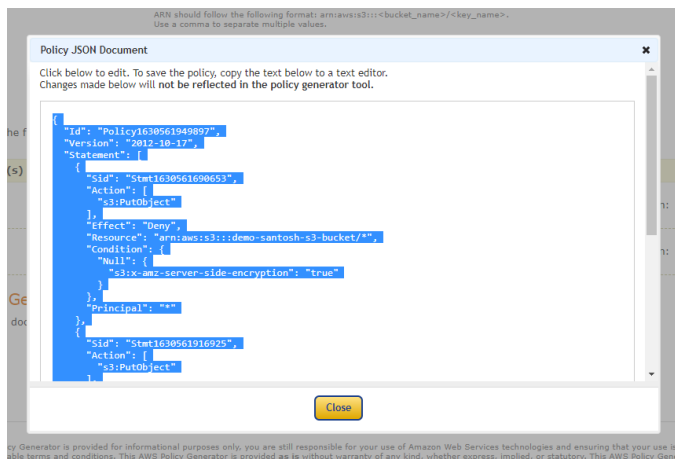 ARN should follow the following format: arn:aws:s3:::<bucket_name>/<key_name>.
Use a comma to separate multiple values.
Policy JSON Document
Click below to edit. To save the policy, copy the text below to a text editor.
Changes made below will not be reflected in the policy generator tool.
{
"Id": "Policy1630561949897",
"Version": "2012-10-17",
"Statement": [
{
"Sid": "Stmt1630561690653",
"Action": [
"s3:PutObject"
],
"Effect": "Deny",
"Resource": "arn:aws:s3:::demo-santosh-s3-bucket/*",
"Condition": {
"Null": {
"s3:x-amz-server-side-encryption": "true"
}
},
"Principal": "*"
},
{
"Sid": "Stmt1630561916925",
"Action": [
"s3:PutObject"
],
he f
(s)
n:
n:
Ge
doc
Close
cy Generator is provided for informational purposes only, you are still responsible for your use of Amazon Web Services technologies and ensuring that your use is
able terms and conditions. This AWS Policy Generator is provided as is without warranty of any kind, whether express, implied, or statutory. This AWS Policy Gene